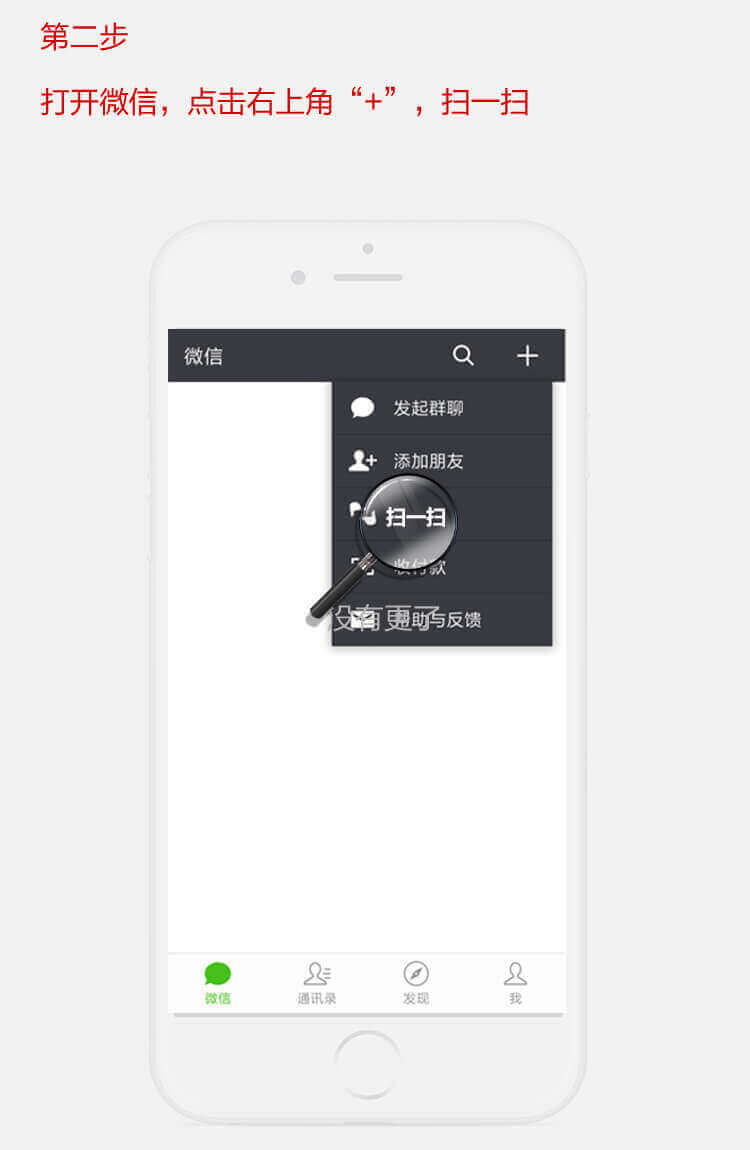 第二步
打开微信，点击右上角“+”，扫一扫
微信
发起群聊
添加朋友
扫一扫
收付款
没有更了
帮助与反馈
微信
通讯录
发现
我